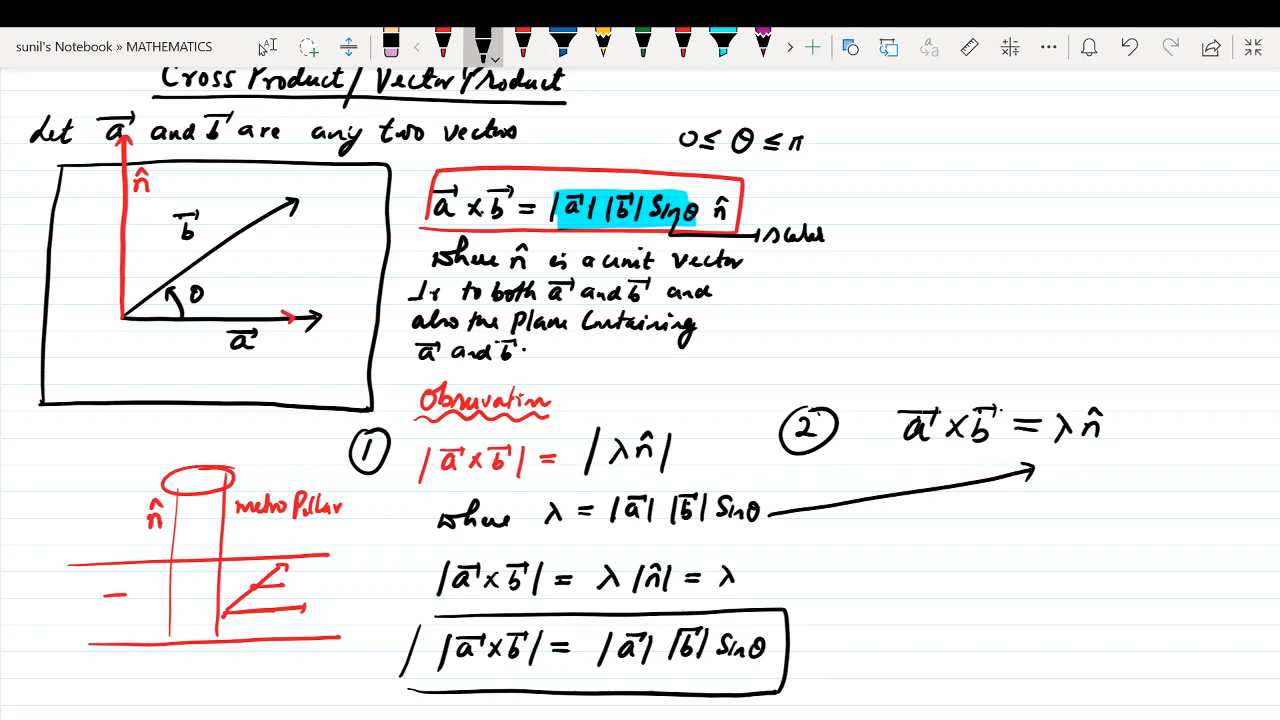 sunil's Notebook » MATHEMATICS
Cross Product / Vector Product
Let a⃗ and b⃗ are any two vectors
0 ≤ θ ≤ π
n̂
b⃗
θ
a⃗
a⃗ × b⃗ = |a⃗| |b⃗| Sinθ n̂
scalar
where n̂ is a unit vector
⊥r to both a⃗ and b⃗ and
also the plane containing
a⃗ and b⃗.
Observation
① |a⃗ × b⃗| = |λ n̂|
where λ = |a⃗| |b⃗| Sinθ
|a⃗ × b⃗| = λ |n̂| = λ
|a⃗ × b⃗| = |a⃗| |b⃗| Sinθ
② a⃗ × b⃗ = λ n̂
n̂
metro Pillar